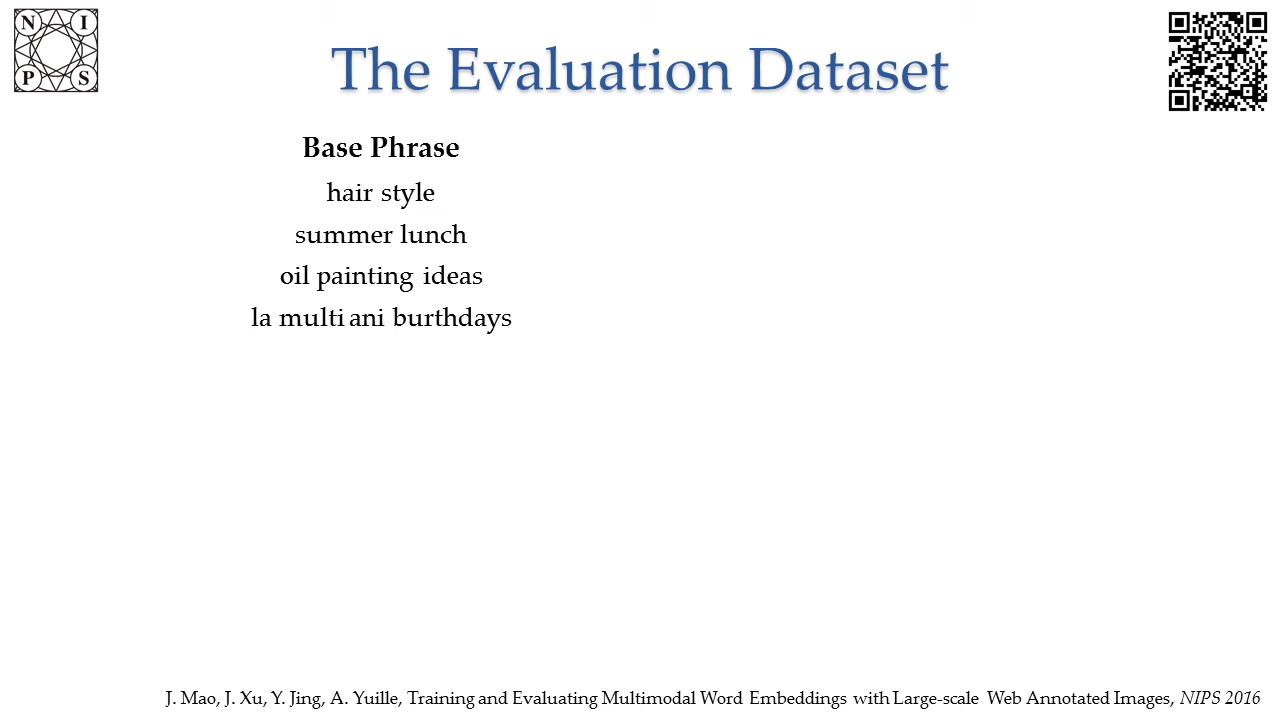 N I
P S
The Evaluation Dataset
Base Phrase
hair style
summer lunch
oil painting ideas
la multi ani burthdays
J. Mao, J. Xu, Y. Jing, A. Yuille, Training and Evaluating Multimodal Word Embeddings with Large-scale Web Annotated Images, NIPS 2016